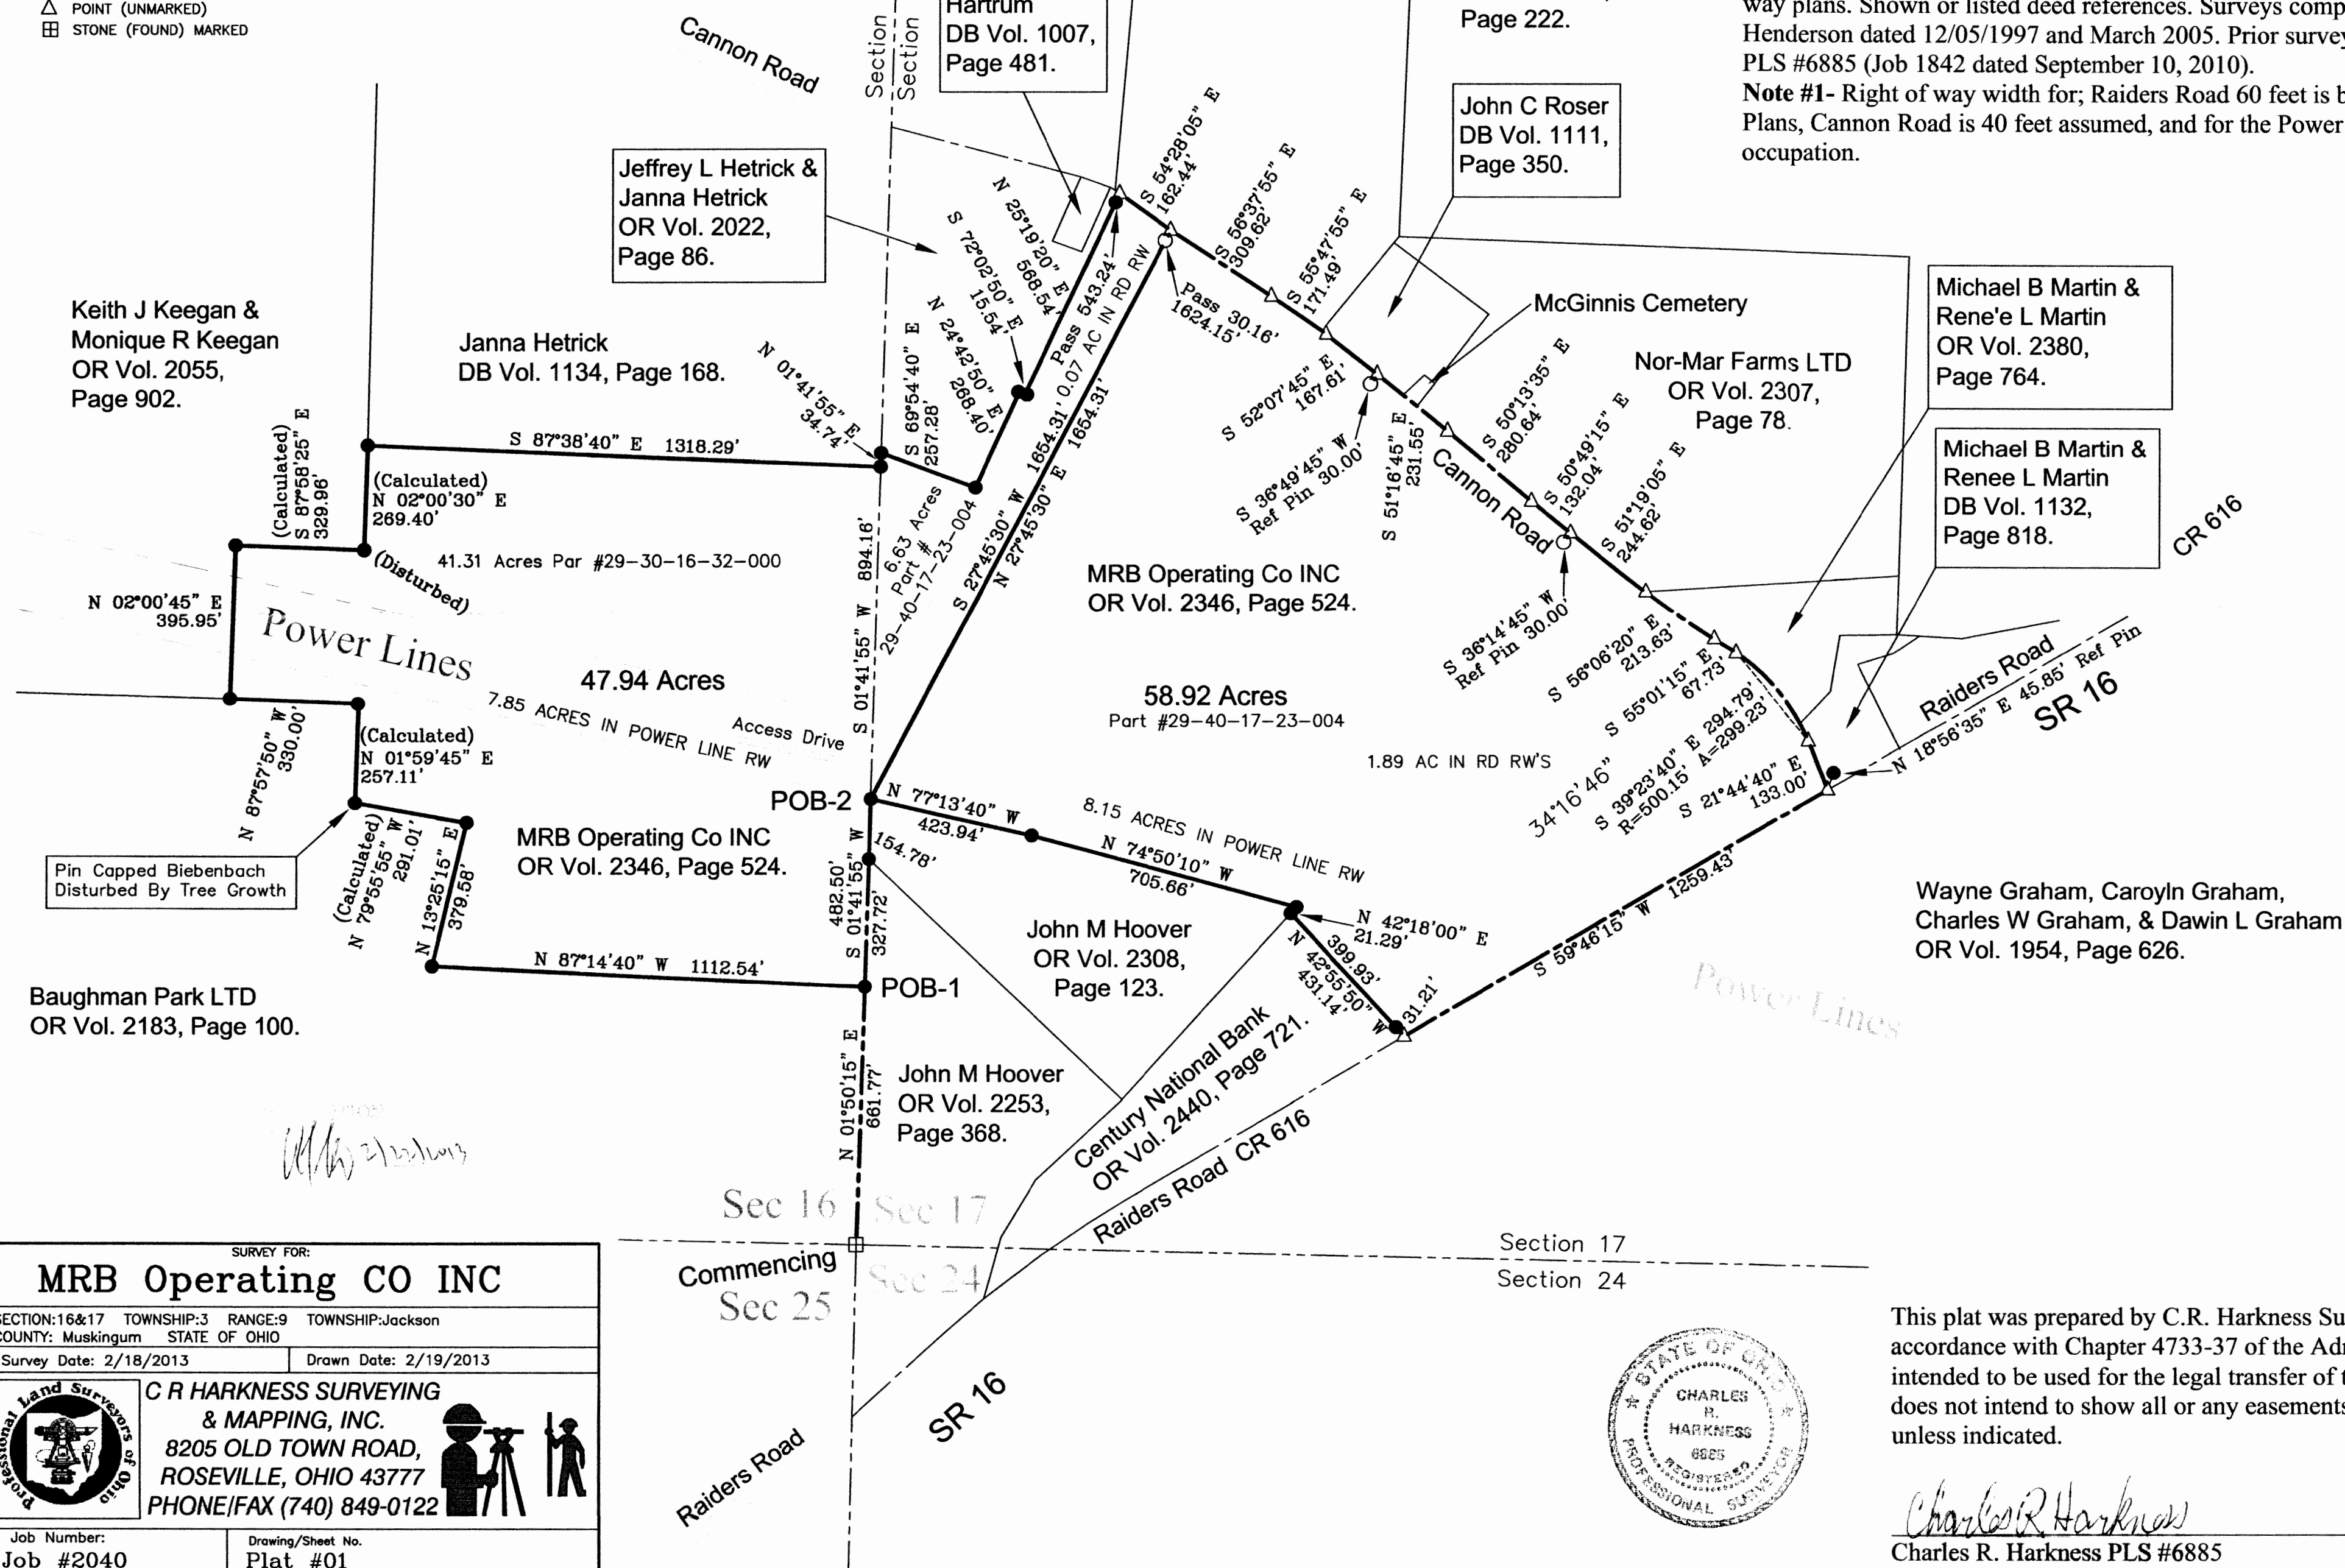 POINT (UNMARKED)
STONE (FOUND) MARKED
Cannon Road
Section
Section
Hartrum
DB Vol. 1007,
Page 481.
Page 222.
way plans. Shown or listed deed references. Surveys comp
Henderson dated 12/05/1997 and March 2005. Prior survey
PLS #6885 (Job 1842 dated September 10, 2010).
Note #1- Right of way width for; Raiders Road 60 feet is b
Plans, Cannon Road is 40 feet assumed, and for the Power
occupation.
John C Roser
DB Vol. 1111,
Page 350.
Jeffrey L Hetrick &
Janna Hetrick
OR Vol. 2022,
Page 86.
S 54°28'05" E
162.44'
S 56°37'55" E
309.62'
S 55°47'55" E
171.49'
N 25°19'20" E
568.54'
S 72°02'50" E
15.54'
N 24°42'50" E
268.40'
Pass 543.24'
0.07 AC IN RD RW
Pass 30.16'
1624.15'
McGinnis Cemetery
Michael B Martin &
Rene'e L Martin
OR Vol. 2380,
Page 764.
Nor-Mar Farms LTD
OR Vol. 2307,
Page 78.
Michael B Martin &
Renee L Martin
DB Vol. 1132,
Page 818.
CR 616
Keith J Keegan &
Monique R Keegan
OR Vol. 2055,
Page 902.
Janna Hetrick
DB Vol. 1134, Page 168.
N 01°41'55" E
34.74'
S 69°54'40" E
257.28'
S 87°38'40" E 1318.29'
(Calculated)
S 87°58'25" E
329.96'
(Calculated)
N 02°00'30" E
269.40'
(Disturbed)
41.31 Acres Par #29-30-16-32-000
S 01°41'55" W 894.16'
6.63 Acres
Part #
29-40-17-23-004
S 27°45'30" W 1654.31'
N 27°45'30" E 1654.31'
S 52°07'45" E
167.61'
S 36°49'45" W
Ref Pin 30.00'
S 51°16'45" E
231.55'
Cannon Road
S 50°13'35" E
280.64'
S 50°49'15" E
132.04'
S 51°19'05" E
244.62'
N 02°00'45" E
395.95'
Power Lines
47.94 Acres
7.85 ACRES IN POWER LINE RW
Access Drive
MRB Operating Co INC
OR Vol. 2346, Page 524.
58.92 Acres
Part #29-40-17-23-004
1.89 AC IN RD RW'S
S 36°14'45" W
Ref Pin 30.00'
S 56°06'20" E
213.63'
S 55°01'15" E
67.73'
34°16'46"
S 39°23'40" E 294.79'
R=500.15' A=299.23'
S 21°44'40" E
133.00'
Raiders Road
N 18°56'35" E 45.85' Ref Pin
SR 16
N 87°57'50" W
330.00'
(Calculated)
N 01°59'45" E
257.11'
POB-2
N 77°13'40" W
423.94'
8.15 ACRES IN POWER LINE RW
N 74°50'10" W
705.66'
Pin Capped Biebenbach
Disturbed By Tree Growth
(Calculated)
N 79°55'55" W
291.01'
N 13°25'15" E
379.58'
MRB Operating Co INC
OR Vol. 2346, Page 524.
154.78'
482.50'
S 01°41'55" W
327.72'
N 42°18'00" E
21.29'
399.93'
N 42°55'50" W
431.14'
31.21'
S 59°46'15" W 1259.43'
John M Hoover
OR Vol. 2308,
Page 123.
Wayne Graham, Caroyln Graham,
Charles W Graham, & Dawin L Graham
OR Vol. 1954, Page 626.
Power Lines
N 87°14'40" W 1112.54'
POB-1
Baughman Park LTD
OR Vol. 2183, Page 100.
N 01°50'15" E
661.77'
John M Hoover
OR Vol. 2253,
Page 368.
Century National Bank
OR Vol. 2440, Page 721.
Raiders Road CR 616
2/22/2013
Sec 16
Sec 17
Commencing
Sec 24
Sec 25
Section 17
Section 24
SR 16
Raiders Road
SURVEY FOR:
MRB Operating CO INC
SECTION:16&17 TOWNSHIP:3 RANGE:9 TOWNSHIP:Jackson
COUNTY: Muskingum STATE OF OHIO
Survey Date: 2/18/2013 Drawn Date: 2/19/2013
Professional Land Surveyors of Ohio
C R HARKNESS SURVEYING
& MAPPING, INC.
8205 OLD TOWN ROAD,
ROSEVILLE, OHIO 43777
PHONE/FAX (740) 849-0122
Job Number:
Job #2040
Drawing/Sheet No.
Plat #01
STATE OF OHIO
CHARLES
R.
HARKNESS
6885
REGISTERED
PROFESSIONAL SURVEYOR
This plat was prepared by C.R. Harkness Su
accordance with Chapter 4733-37 of the Adm
intended to be used for the legal transfer of t
does not intend to show all or any easements
unless indicated.
Charles R. Harkness
Charles R. Harkness PLS #6885